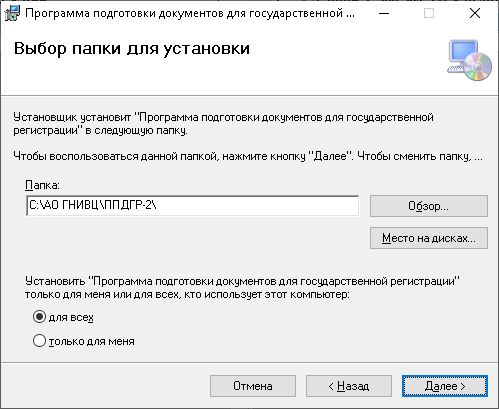 Программа подготовки документов для государственной ...
Выбор папки для установки
Установщик установит "Программа подготовки документов для государственной
регистрации" в следующую папку.
Чтобы воспользоваться данной папкой, нажмите кнопку "Далее". Чтобы сменить папку, ...
Папка:
C:\АО ГНИВЦ\ППДГР-2\
Обзор...
Место на дисках...
Установить "Программа подготовки документов для государственной регистрации"
только для меня или для всех, кто использует этот компьютер:
для всех
только для меня
Отмена
< Назад
Далее >